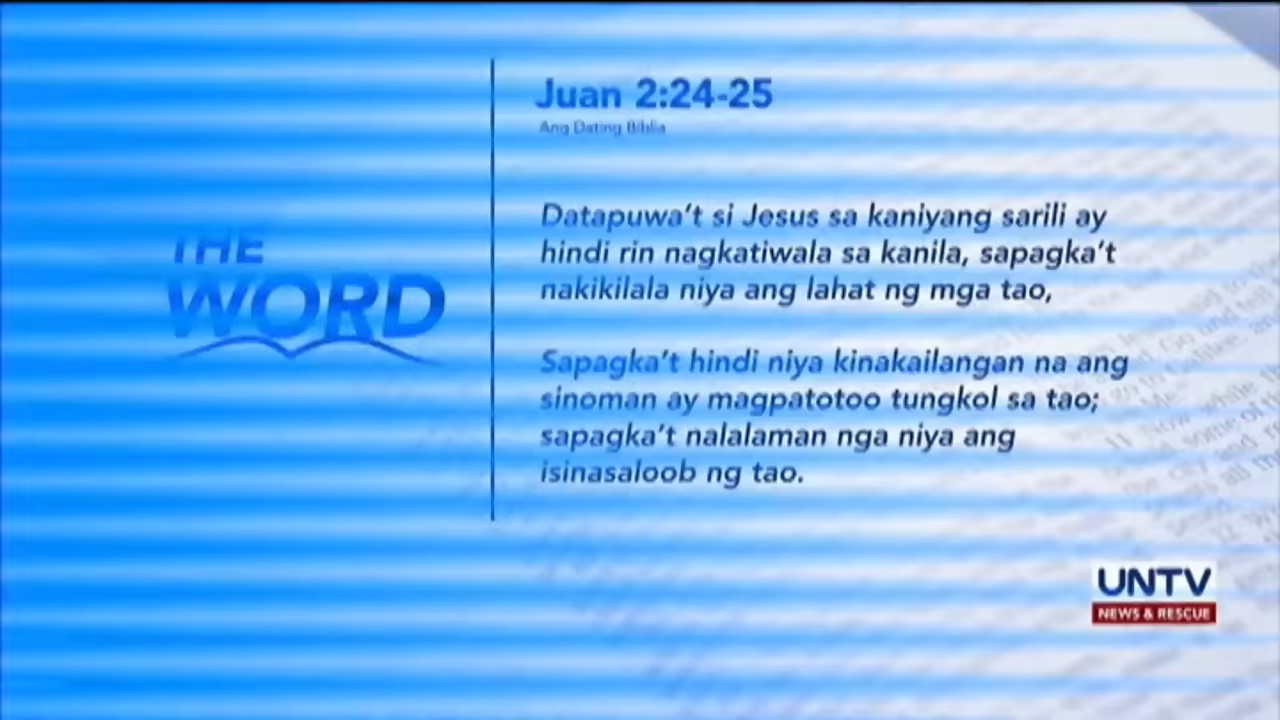 THE
WORD
Juan 2:24-25
Ang Dating Biblia
Datapuwa't si Jesus sa kaniyang sarili ay
hindi rin nagkatiwala sa kanila, sapagka't
nakikilala niya ang lahat ng mga tao,
Sapagka't hindi niya kinakailangan na ang
sinoman ay magpatotoo tungkol sa tao;
sapagka't nalalaman nga niya ang
isinasaloob ng tao.
UNTV
NEWS & RESCUE